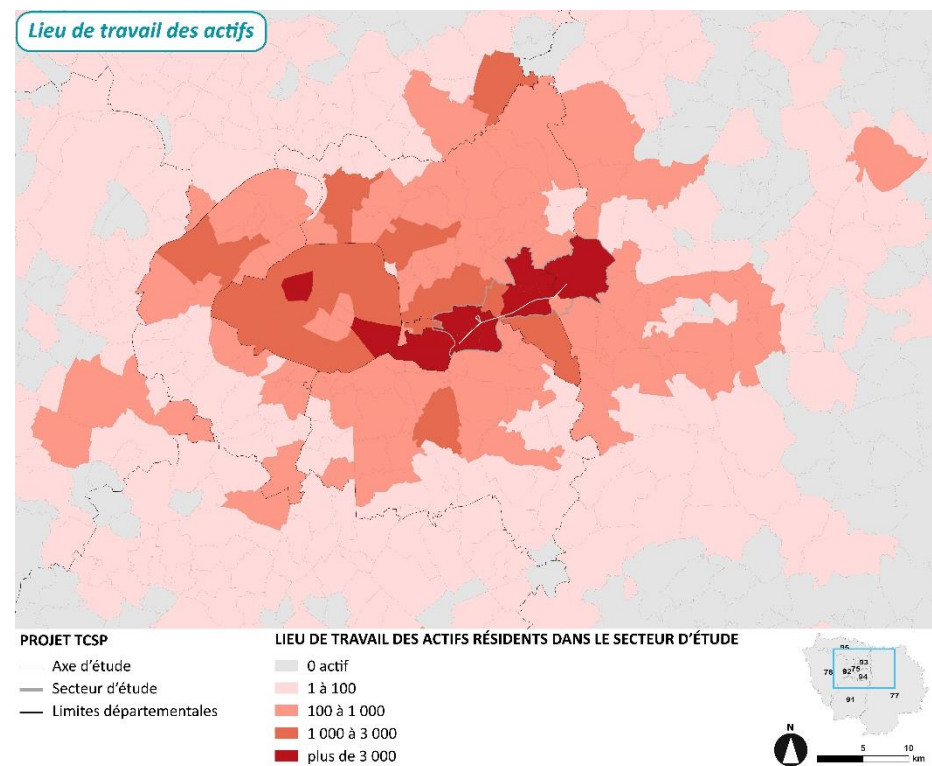 Lieu de travail des actifs
PROJET TCSP
Axe d'étude
Secteur d'étude
Limites départementales
LIEU DE TRAVAIL DES ACTIFS RÉSIDENTS DANS LE SECTEUR D'ÉTUDE
0 actif
1 à 100
100 à 1 000
1 000 à 3 000
plus de 3 000
95
93
78
92
75
94
77
91
N
5
10
km